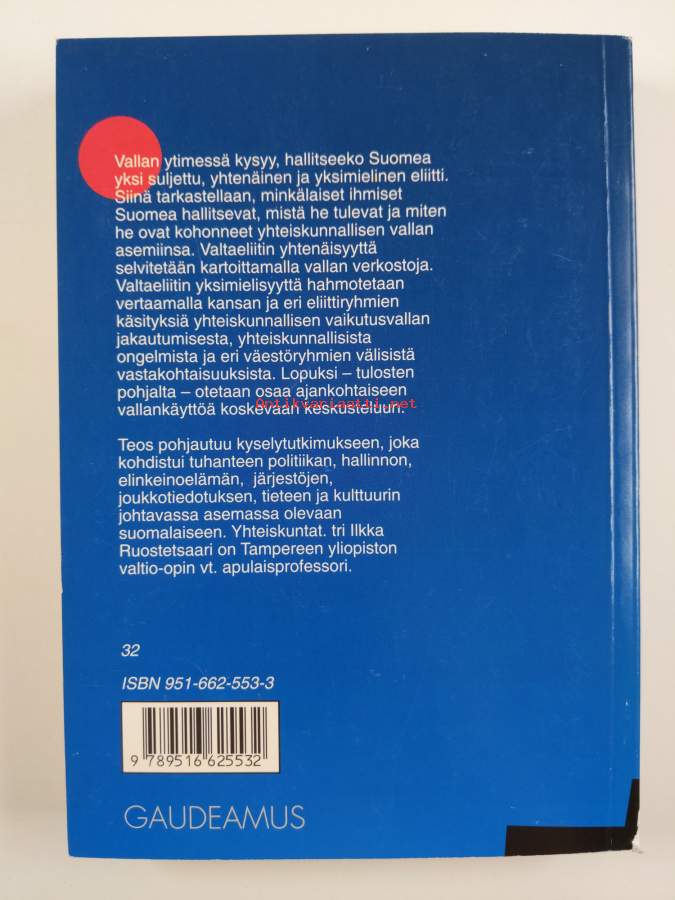 Vallan ytimessä kysyy, hallitseeko Suomea
yksi suljettu, yhtenäinen ja yksimielinen eliitti.
Siinä tarkastellaan, minkälaiset ihmiset
Suomea hallitsevat, mistä he tulevat ja miten
he ovat kohonneet yhteiskunnallisen vallan
asemiinsa. Valtaeliitin yhtenäisyyttä
selvitetään kartoittamalla vallan verkostoja.
Valtaeliitin yksimielisyyttä hahmotetaan
vertaamalla kansan ja eri eliittiryhmien
käsityksiä yhteiskunnallisen vaikutusvallan
jakautumisesta, yhteiskunnallisista
ongelmista ja eri väestöryhmien välisistä
vastakohtaisuuksista. Lopuksi – tulosten
pohjalta – otetaan osaa ajankohtaiseen
vallankäyttöä koskevaan keskusteluun.
Antikvariaatti.net
Teos pohjautuu kyselytutkimukseen, joka
kohdistui tuhanteen politiikan, hallinnon,
elinkeinoelämän, järjestöjen,
joukkotiedotuksen, tieteen ja kulttuurin
johtavassa asemassa olevaan
suomalaiseen. Yhteiskuntat. tri Ilkka
Ruostetsaari on Tampereen yliopiston
valtio-opin vt. apulaisprofessori.
32
ISBN 951-662-553-3
9 789516 625532
GAUDEAMUS